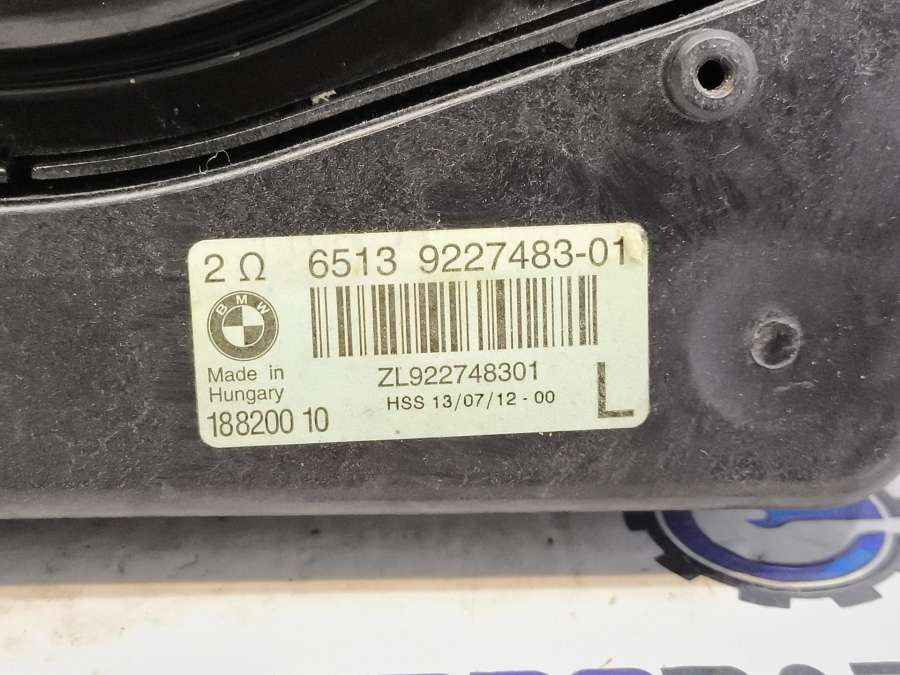 2 Ω 6513 9227483-01
BMW
ZL922748301
Made in
Hungary
HSS 13/07/12 - 00
188200 10
L